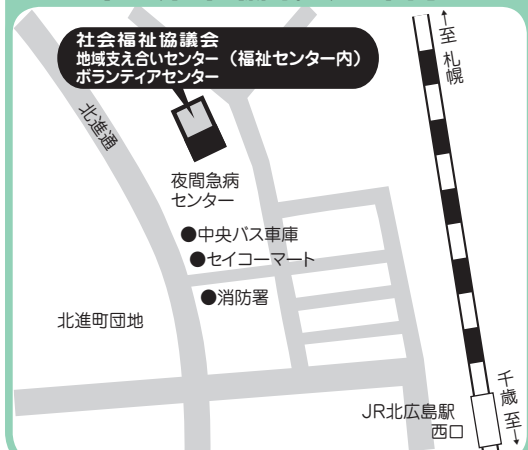 社会福祉協議会
地域支え合いセンター（福祉センター内）
ボランティアセンター
←至 札幌
北進通
夜間急病
センター
●中央バス車庫
●セイコーマート
●消防署
北進町団地
JR北広島駅
西口
千歳 至→